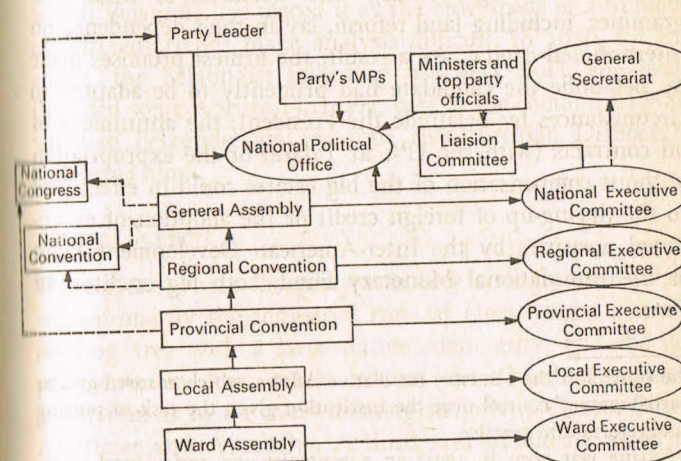 Party Leader
Party's MPs
Ministers and
top party
officials
General
Secretariat
National Political
Office
Liaision
Committee
National
Congress
General Assembly
National Executive
Committee
National
Convention
Regional Convention
Regional Executive
Committee
Provincial Convention
Provincial Executive
Committee
Local Assembly
Local Executive
Committee
Ward Assembly
Ward Executive
Committee